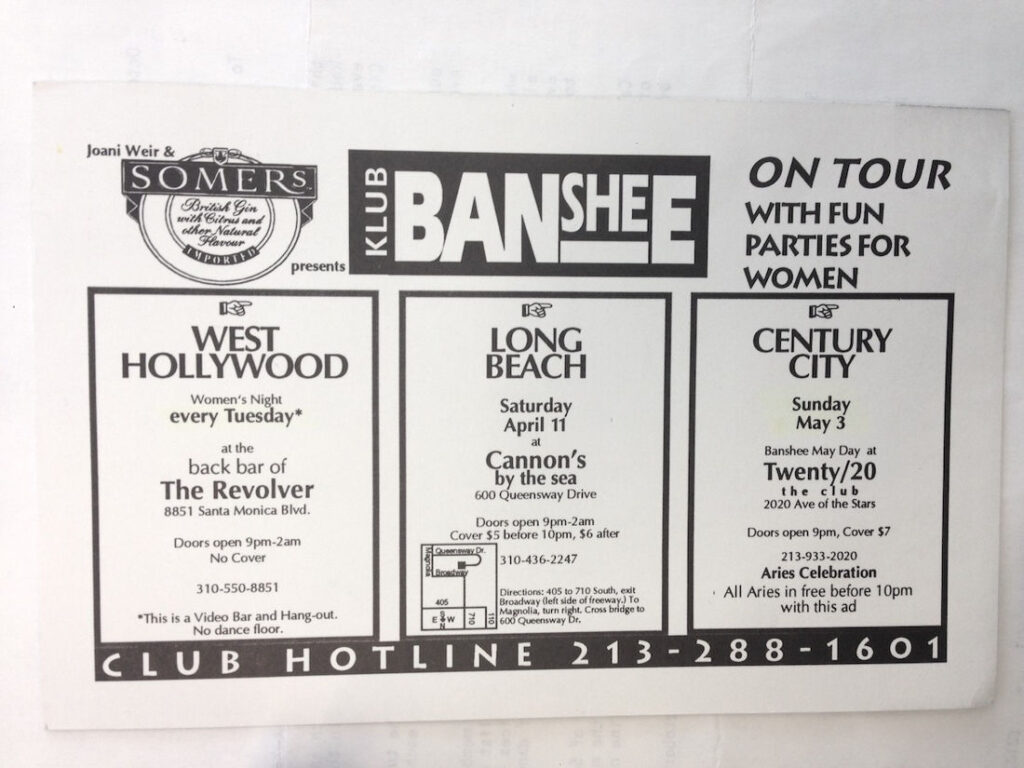 Joani Weir &
SOMERS
British Gin
with Citrus and
other Natural
Flavour
IMPORTED
presents
KLUB
BANSHEE
ON TOUR
WITH FUN
PARTIES FOR
WOMEN
WEST
HOLLYWOOD
Women's Night
every Tuesday*
at the
back bar of
The Revolver
8851 Santa Monica Blvd.
Doors open 9pm-2am
No Cover
310-550-8851
*This is a Video Bar and Hang-out.
No dance floor.
LONG
BEACH
Saturday
April 11
at
Cannon's
by the sea
600 Queensway Drive
Doors open 9pm-2am
Cover $5 before 10pm, $6 after
310-436-2247
Queensway Dr.
Magnolia
Broadway
405
710
110
E S N W
Directions: 405 to 710 South, exit
Broadway (left side of freeway.) To
Magnolia, turn right. Cross bridge to
600 Queensway Dr.
CENTURY
CITY
Sunday
May 3
Banshee May Day at
Twenty/20
the club
2020 Ave of the Stars
Doors open 9pm, Cover $7
213-933-2020
Aries Celebration
All Aries in free before 10pm
with this ad
CLUB HOTLINE 213-288-1601